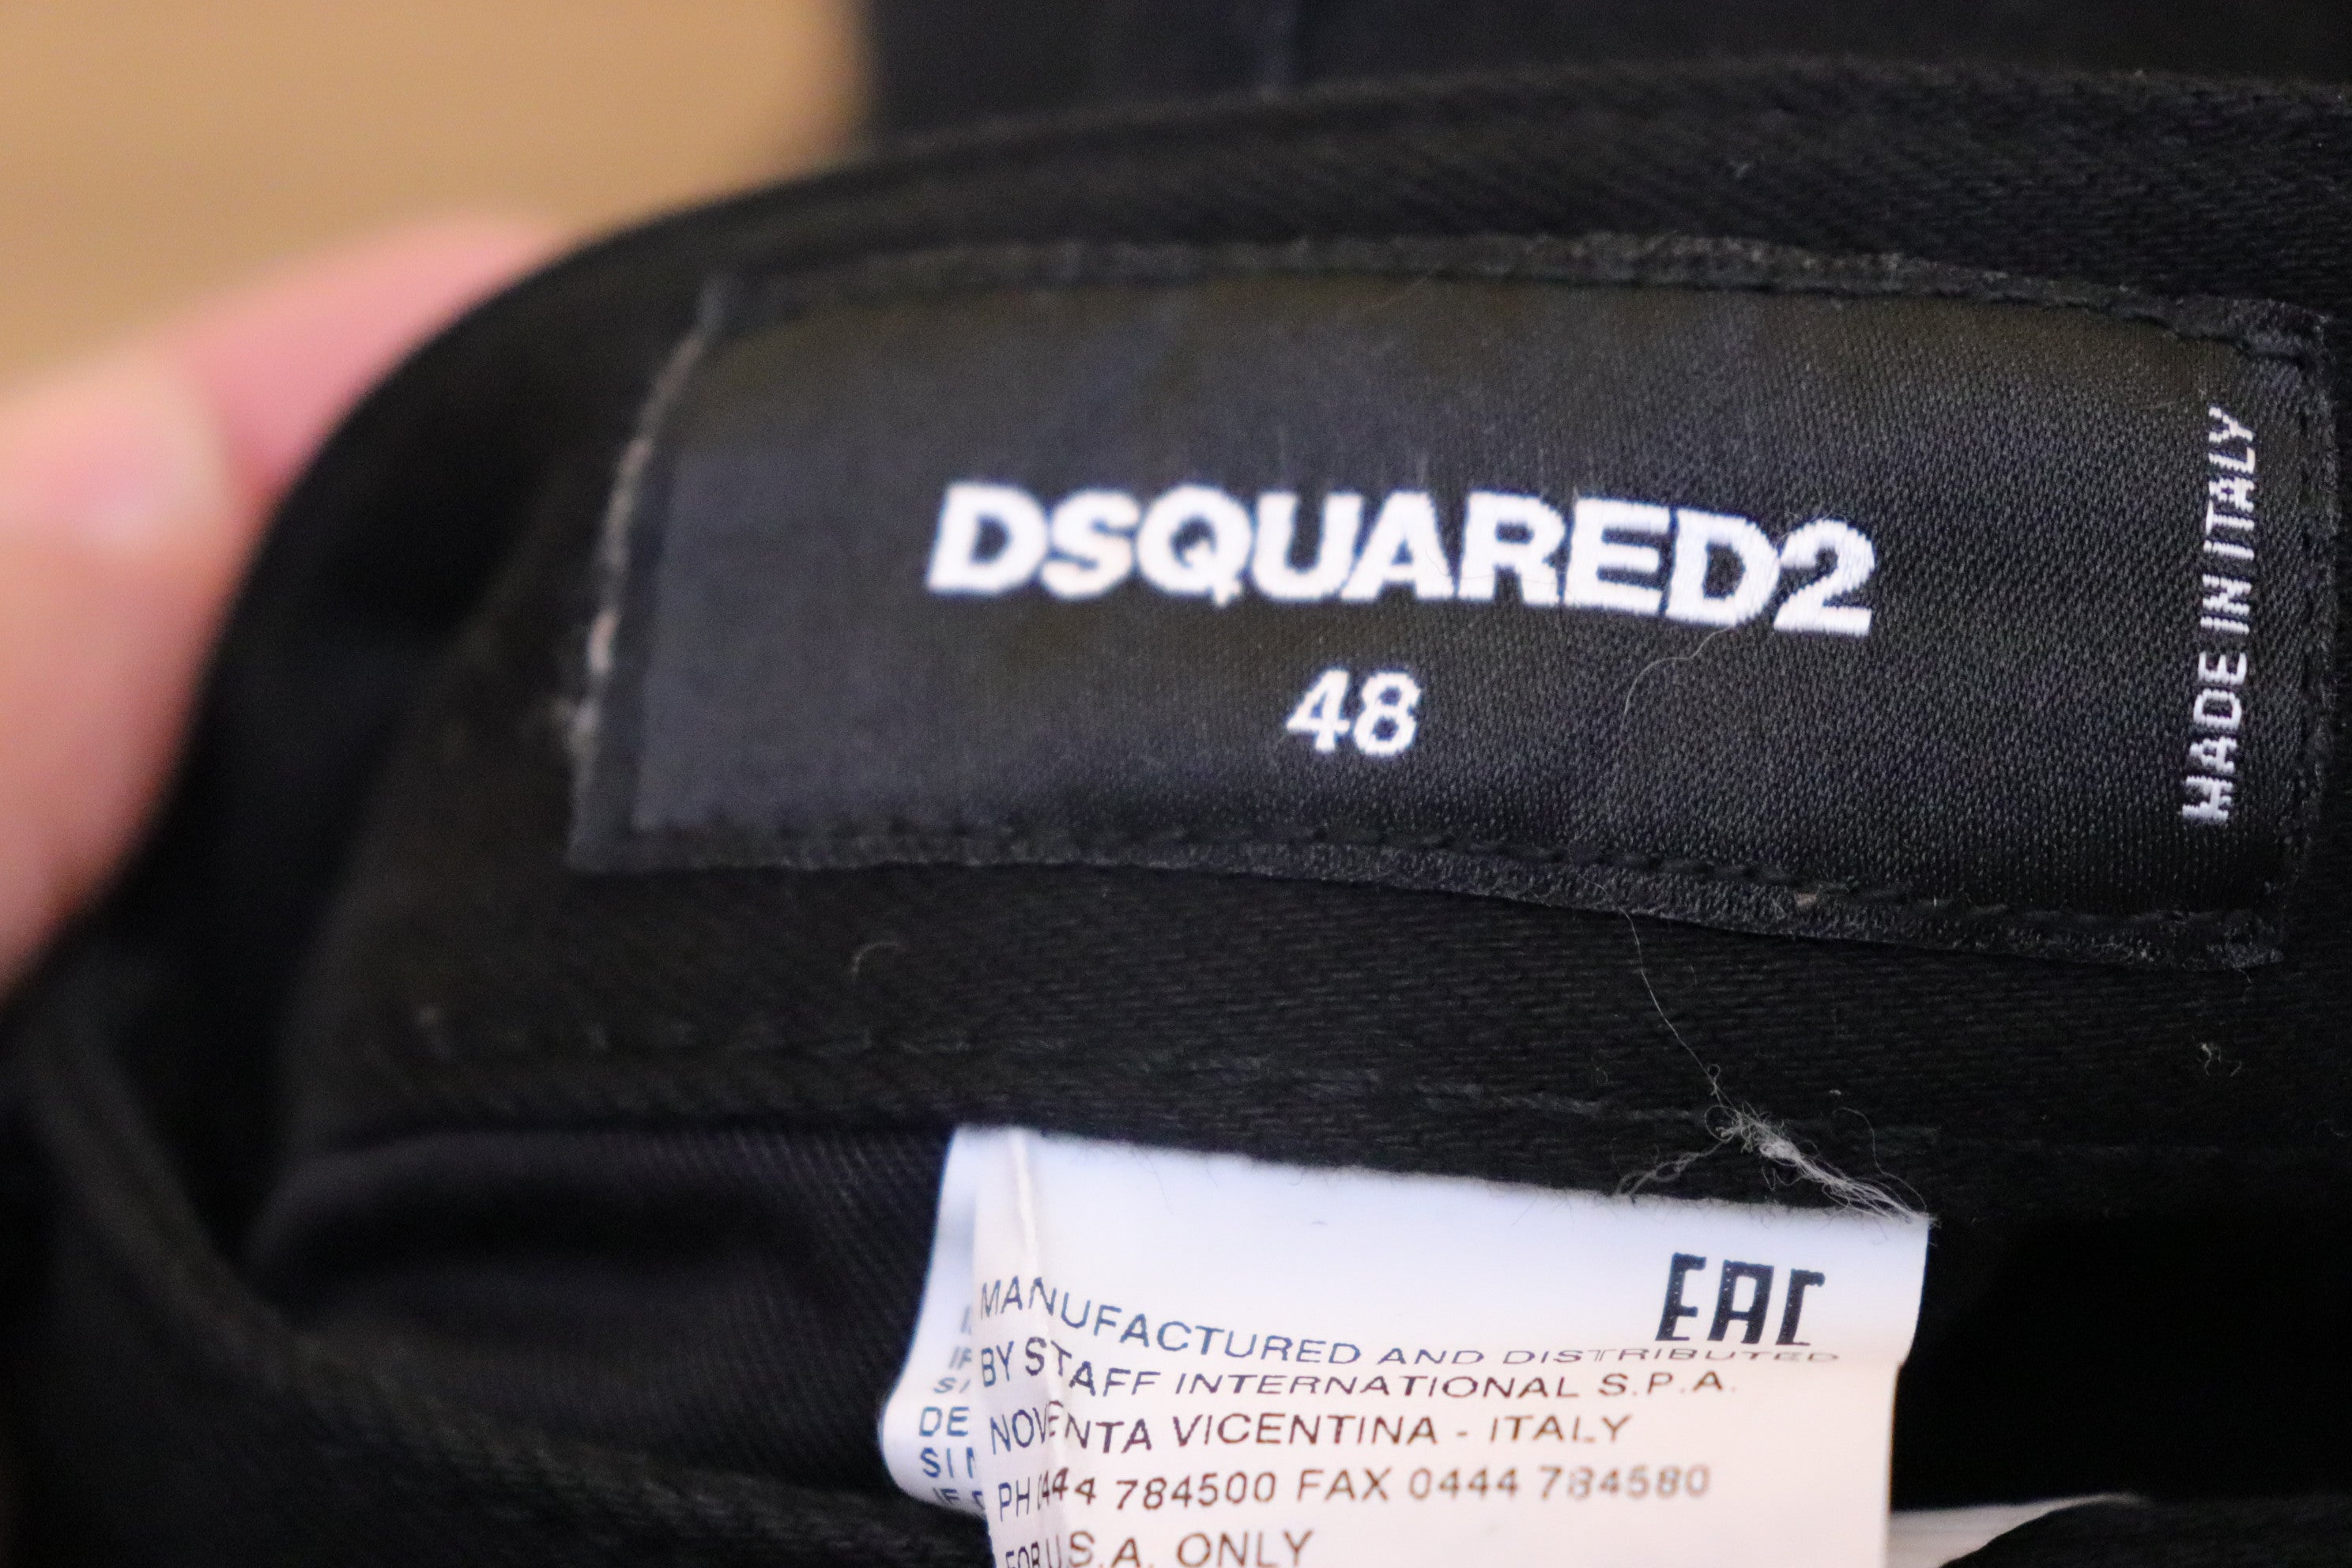 DSQUARED2
48
MADE IN ITALY
EAC
MANUFACTURED AND DISTRIBUTED
BY STAFF INTERNATIONAL S.P.A.
NOVENTA VICENTINA - ITALY
PH 0444 784500 FAX 0444 784580
FOR U.S.A. ONLY
DE